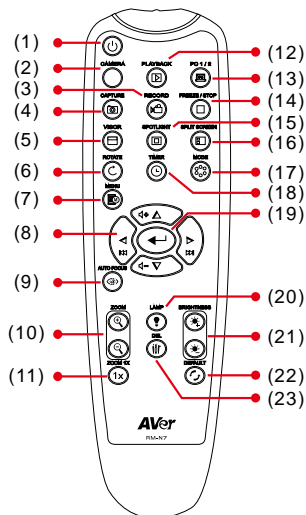 (1)
(2)
(3)
(4)
(5)
(6)
(7)
(8)
(9)
(10)
(11)
CAMERA PLAYBACK PC 1 / 2
CAPTURE RECORD FREEZE / STOP
VISOR SPOTLIGHT SPLIT SCREEN
ROTATE TIMER MODE
MENU
AUTO FOCUS
ZOOM LAMP BRIGHTNESS
ZOOM 1X DEFAULT
1x
AVer
RM-N7
(12)
(13)
(14)
(15)
(16)
(17)
(18)
(19)
(20)
(21)
(22)
(23)